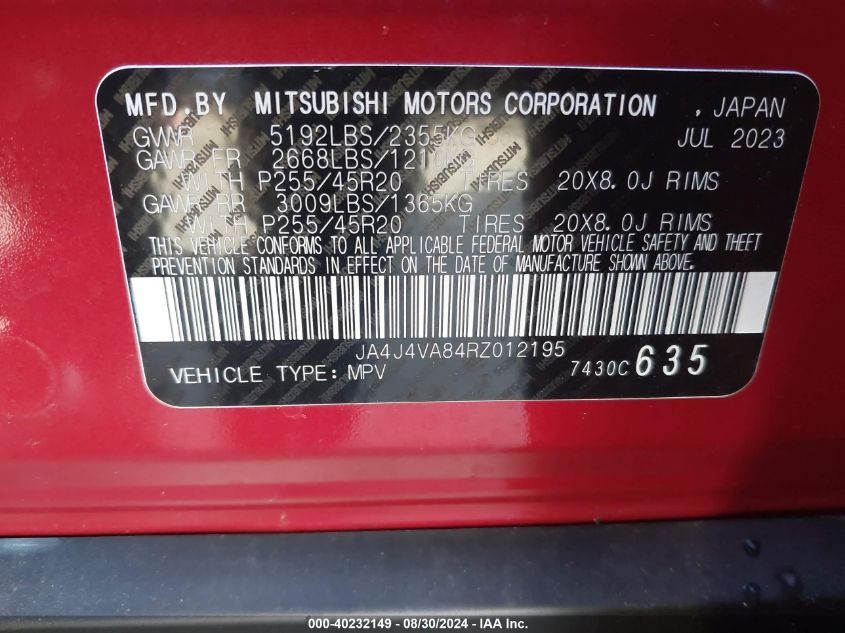 MFD.BY MITSUBISHI MOTORS CORPORATION , JAPAN
GVWR 5192LBS/2355KG JUL 2023
GAWR FR 2668LBS/1210KG
WITH P255/45R20 TIRES 20X8.0J RIMS
GAWR RR 3009LBS/1365KG
WITH P255/45R20 TIRES 20X8.0J RIMS
THIS VEHICLE CONFORMS TO ALL APPLICABLE FEDERAL MOTOR VEHICLE SAFETY AND THEFT
PREVENTION STANDARDS IN EFFECT ON THE DATE OF MANUFACTURE SHOWN ABOVE.
JA4J4VA84RZ012195
VEHICLE TYPE: MPV 7430C 635
000-40232149 - 08/30/2024 - IAA Inc.